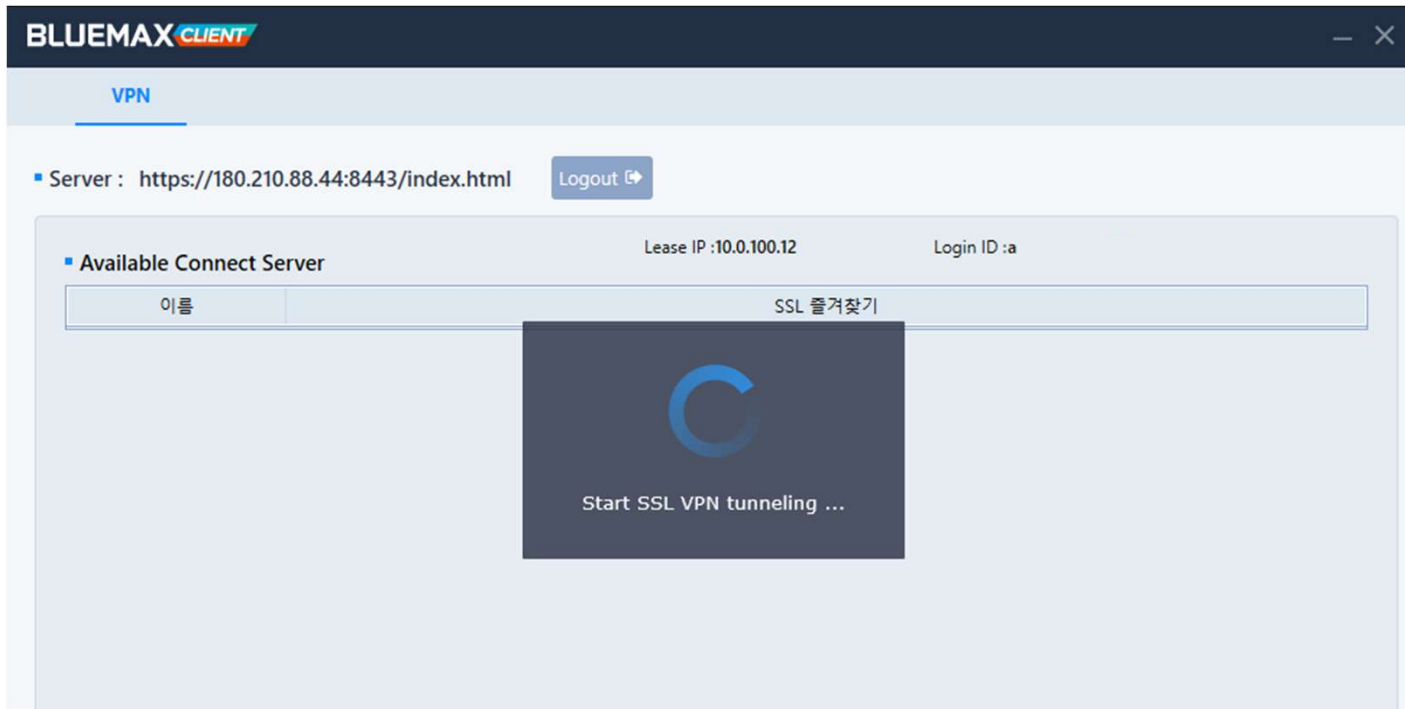 BLUEMAX CLIENT
VPN
Server : https://180.210.88.44:8443/index.html Logout
Available Connect Server Lease IP :10.0.100.12 Login ID :a
이름 SSL 즐겨찾기
Start SSL VPN tunneling ...